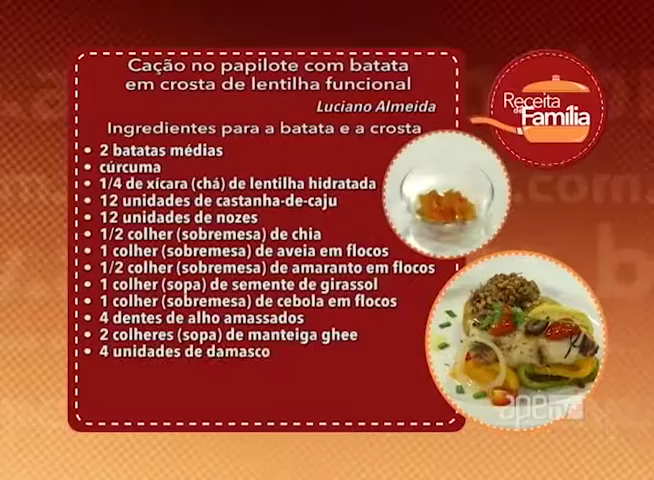 Cação no papilote com batata
em crosta de lentilha funcional
Luciano Almeida
Ingredientes para a batata e a crosta
• 2 batatas médias
• cúrcuma
• 1/4 de xícara (chá) de lentilha hidratada
• 12 unidades de castanha-de-caju
• 12 unidades de nozes
• 1/2 colher (sobremesa) de chia
• 1 colher (sobremesa) de aveia em flocos
• 1/2 colher (sobremesa) de amaranto em flocos
• 1 colher (sopa) de semente de girassol
• 1 colher (sobremesa) de cebola em flocos
• 4 dentes de alho amassados
• 2 colheres (sopa) de manteiga ghee
• 4 unidades de damasco
Receita
de Família
apeTV
.com.